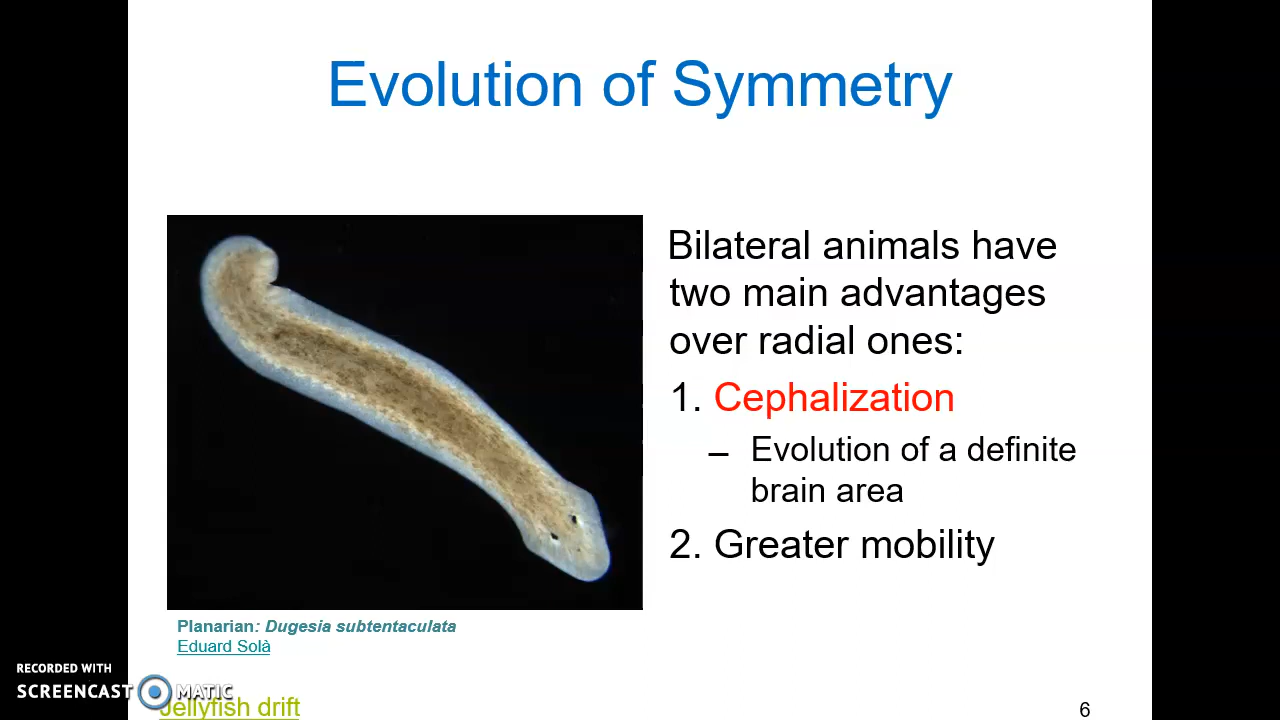 Evolution of Symmetry
Bilateral animals have
two main advantages
over radial ones:
1. Cephalization
– Evolution of a definite
brain area
2. Greater mobility
Planarian: Dugesia subtentaculata
Eduard Solà
RECORDED WITH
SCREENCAST MATIC
Jellyfish drift
6